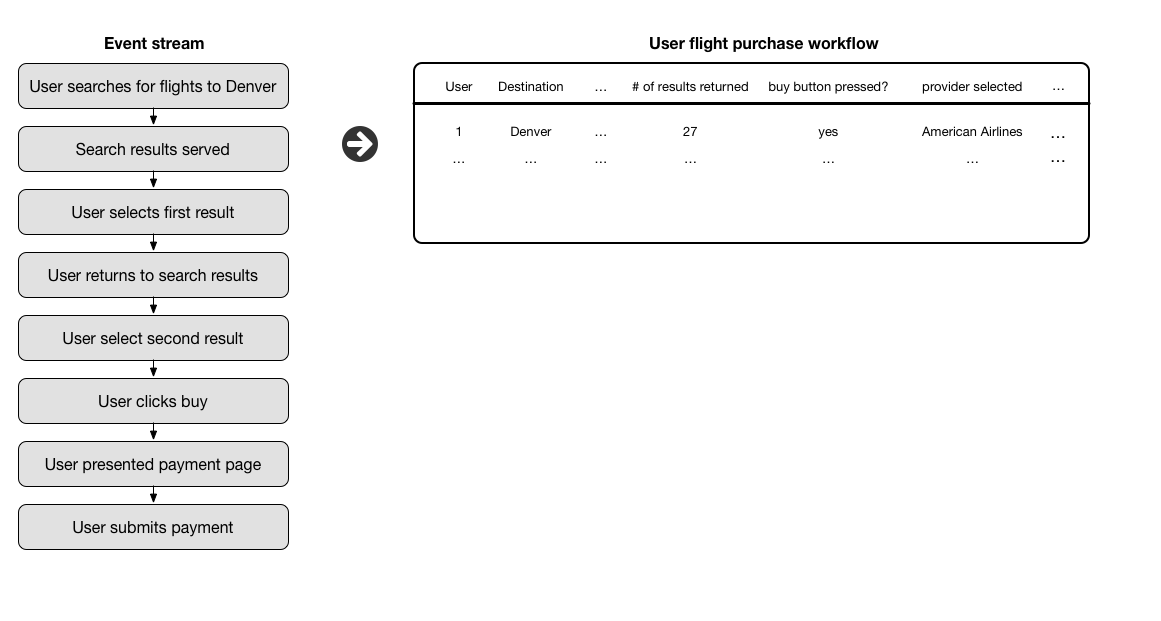 Event stream
User searches for flights to Denver
Search results served
User selects first result
User returns to search results
User select second result
User clicks buy
User presented payment page
User submits payment
User flight purchase workflow
User Destination … # of results returned buy button pressed? provider selected …
1 Denver … 27 yes American Airlines …
… … … … … … …